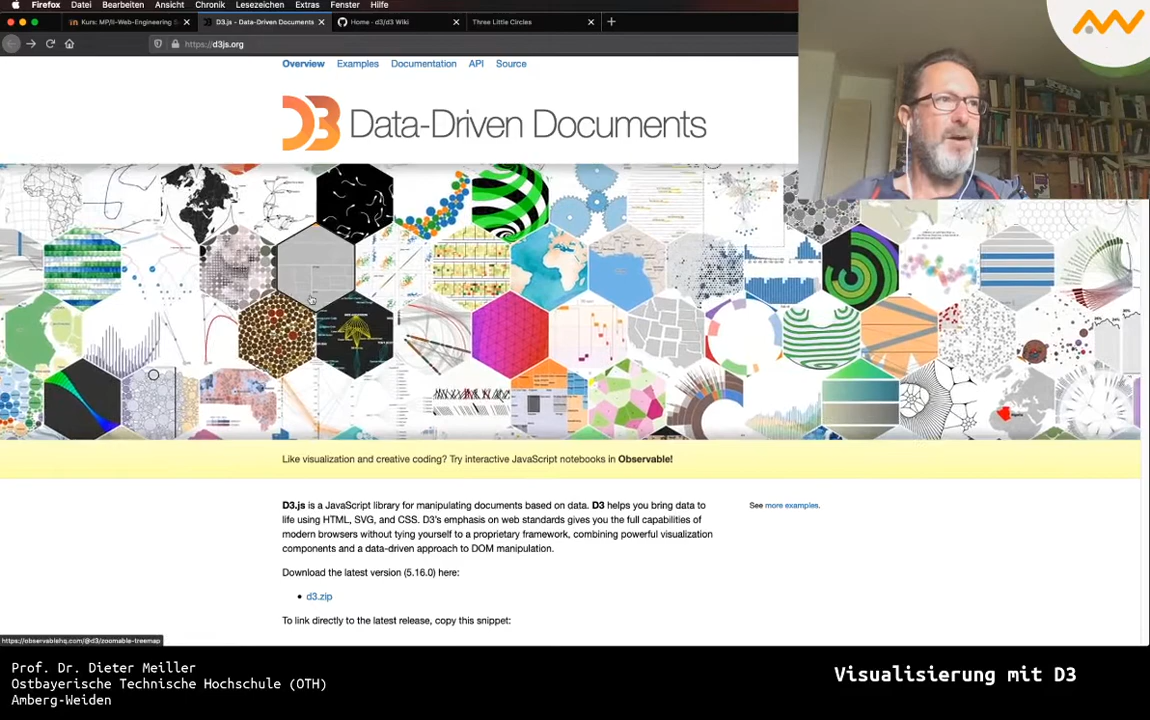 Firefox Datei Bearbeiten Ansicht Chronik Lesezeichen Extras Fenster Hilfe
Kurs: MP/II-Web-Engineering S
D3.js - Data-Driven Documents
Home · d3/d3 Wiki
Three Little Circles
https://d3js.org
Overview Examples Documentation API Source
D3 Data-Driven Documents
Like visualization and creative coding? Try interactive JavaScript notebooks in Observable!
D3.js is a JavaScript library for manipulating documents based on data. D3 helps you bring data to
life using HTML, SVG, and CSS. D3's emphasis on web standards gives you the full capabilities of
modern browsers without tying yourself to a proprietary framework, combining powerful visualization
components and a data-driven approach to DOM manipulation.
See more examples.
Download the latest version (5.16.0) here:
• d3.zip
To link directly to the latest release, copy this snippet:
https://observablehq.com/@d3/zoomable-treemap
Prof. Dr. Dieter Meiller
Ostbayerische Technische Hochschule (OTH)
Amberg-Weiden
Visualisierung mit D3